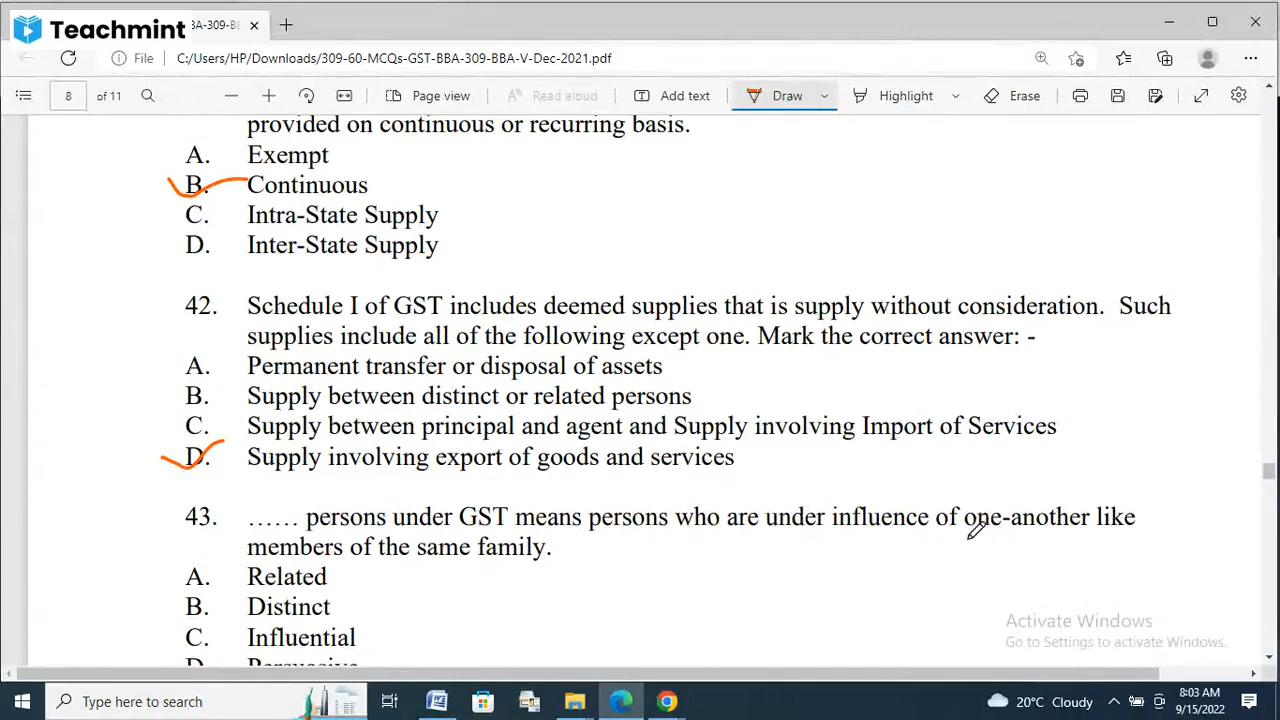 Teachmint
BA-309-BB
File C:/Users/HP/Downloads/309-60-MCQs-GST-BBA-309-BBA-V-Dec-2021.pdf
8 of 11 Page view Read aloud Add text Draw Highlight Erase
provided on continuous or recurring basis.
A. Exempt
B. Continuous
C. Intra-State Supply
D. Inter-State Supply
42. Schedule I of GST includes deemed supplies that is supply without consideration. Such
supplies include all of the following except one. Mark the correct answer: -
A. Permanent transfer or disposal of assets
B. Supply between distinct or related persons
C. Supply between principal and agent and Supply involving Import of Services
D. Supply involving export of goods and services
43. …… persons under GST means persons who are under influence of one-another like
members of the same family.
A. Related
B. Distinct
C. Influential
D. Persuasive
Activate Windows
Go to Settings to activate Windows.
Type here to search
20°C Cloudy
8:03 AM
9/15/2022